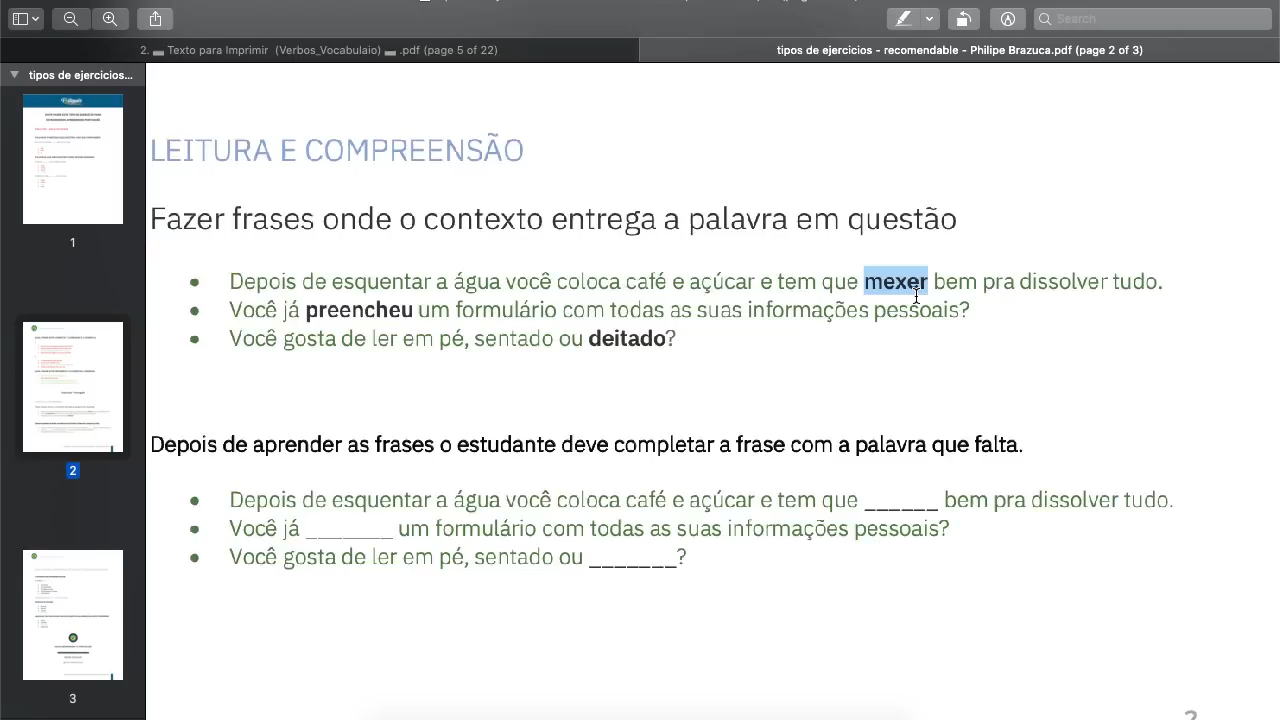 Search
2. Texto para Imprimir (Verbos_Vocabulaio) .pdf (page 5 of 22)
tipos de ejercicios - recomendable - Philipe Brazuca.pdf (page 2 of 3)
tipos de ejercicios...
1
2
3
LEITURA E COMPREENSÃO
Fazer frases onde o contexto entrega a palavra em questão
● Depois de esquentar a água você coloca café e açúcar e tem que mexer bem pra dissolver tudo.
● Você já preencheu um formulário com todas as suas informações pessoais?
● Você gosta de ler em pé, sentado ou deitado?
Depois de aprender as frases o estudante deve completar a frase com a palavra que falta.
● Depois de esquentar a água você coloca café e açúcar e tem que ______ bem pra dissolver tudo.
● Você já _______ um formulário com todas as suas informações pessoais?
● Você gosta de ler em pé, sentado ou _______?